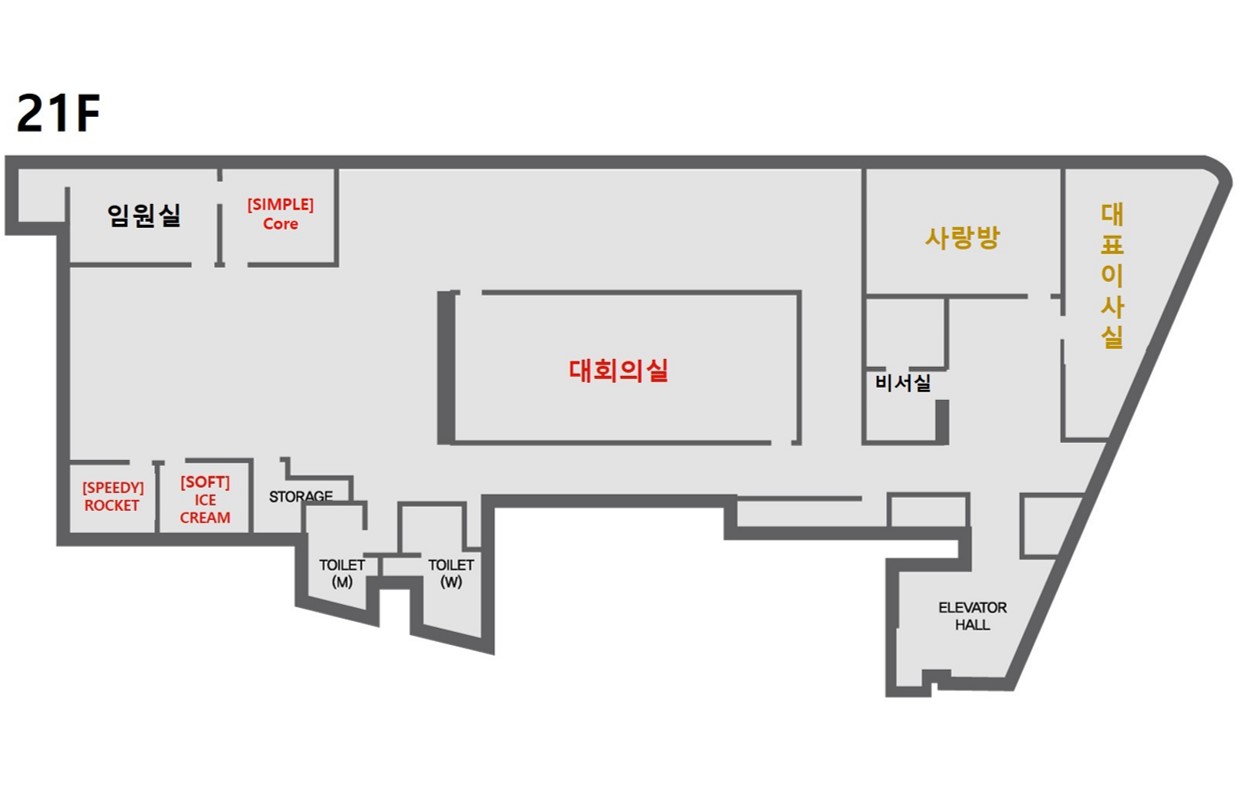 21F
임원실
[SIMPLE]
Core
사랑방
대
표
이
사
실
대회의실
비서실
[SPEEDY]
ROCKET
[SOFT]
ICE
CREAM
STORAGE
TOILET
(M)
TOILET
(W)
ELEVATOR
HALL